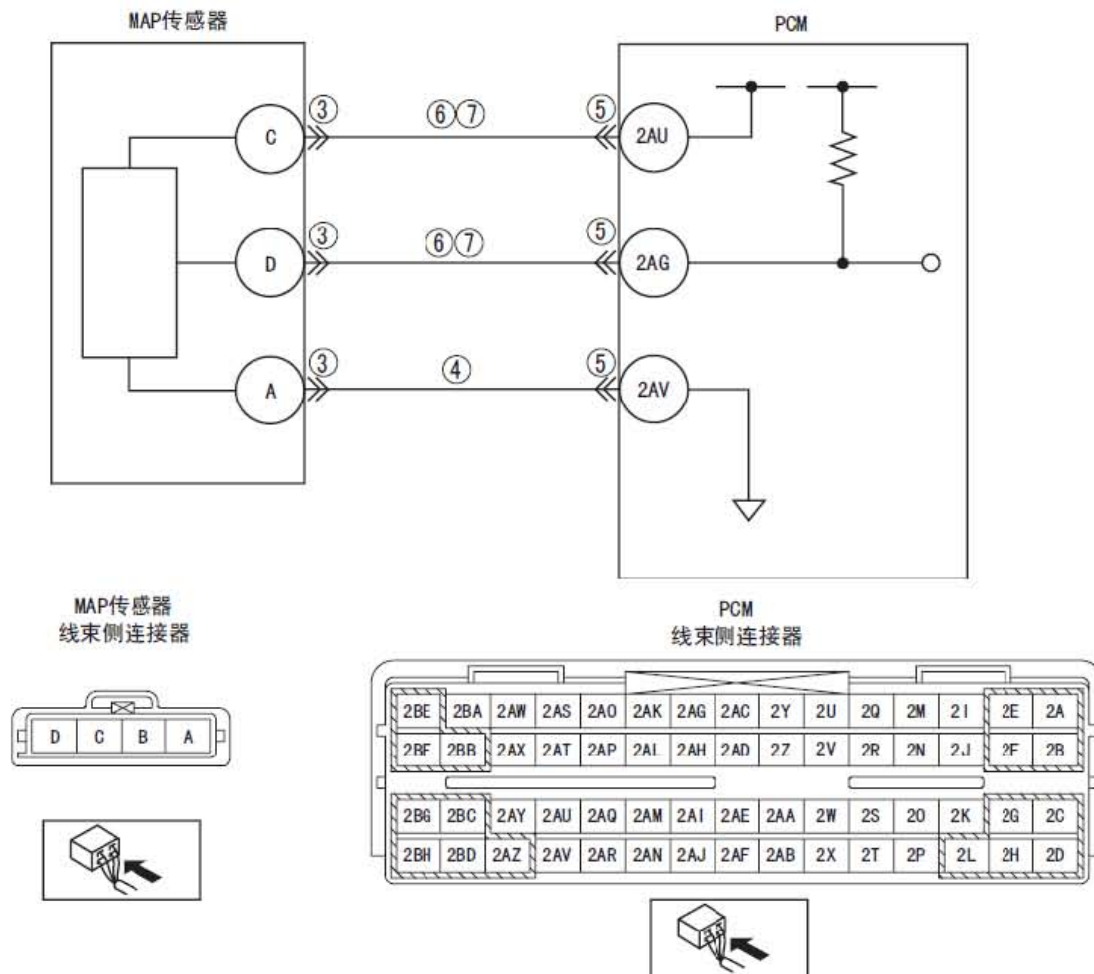 MAP传感器
PCM
C
③
⑥⑦
⑤
2AU
D
③
⑥⑦
⑤
2AG
A
③
④
⑤
2AV
MAP传感器
线束侧连接器
PCM
线束侧连接器
D C B A
2BE 2BA 2AW 2AS 2AO 2AK 2AG 2AC 2Y 2U 2Q 2M 2I 2E 2A
2BF 2BB 2AX 2AT 2AP 2AL 2AH 2AD 2Z 2V 2R 2N 2J 2F 2B
2BG 2BC 2AY 2AU 2AQ 2AM 2AI 2AE 2AA 2W 2S 2O 2K 2G 2C
2BH 2BD 2AZ 2AV 2AR 2AN 2AJ 2AF 2AB 2X 2T 2P 2L 2H 2D